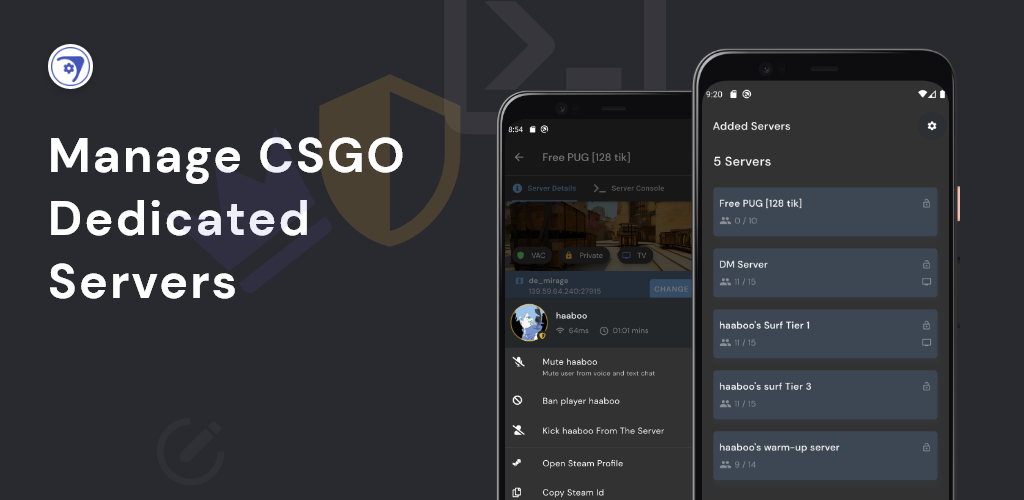 Manage CSGO
Dedicated
Servers
8:54
Free PUG [128 tik]
Server Details
Server Console
VAC
Private
TV
de_mirage
139.59.64.240:27915
CHANGE
haaboo
64ms
01:01 mins
Mute haaboo
Mute user from voice and text chat
Ban player haaboo
Kick haaboo From The Server
Open Steam Profile
Copy Steam Id
9:20
Added Servers
5 Servers
Free PUG [128 tik]
0 / 10
DM Server
11 / 15
haaboo's Surf Tier 1
11 / 15
haaboo's surf Tier 3
11 / 15
haaboo's warm-up server
9 / 14